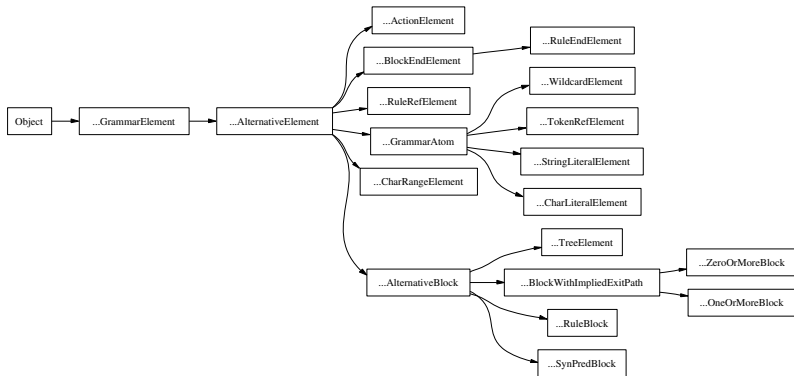 ...ActionElement
...RuleEndElement
...BlockEndElement
...WildcardElement
...RuleRefElement
Object
...GrammarElement
...AlternativeElement
...TokenRefElement
...GrammarAtom
...StringLiteralElement
...CharRangeElement
...CharLiteralElement
...TreeElement
...ZeroOrMoreBlock
...AlternativeBlock
...BlockWithImpliedExitPath
...OneOrMoreBlock
...RuleBlock
...SynPredBlock